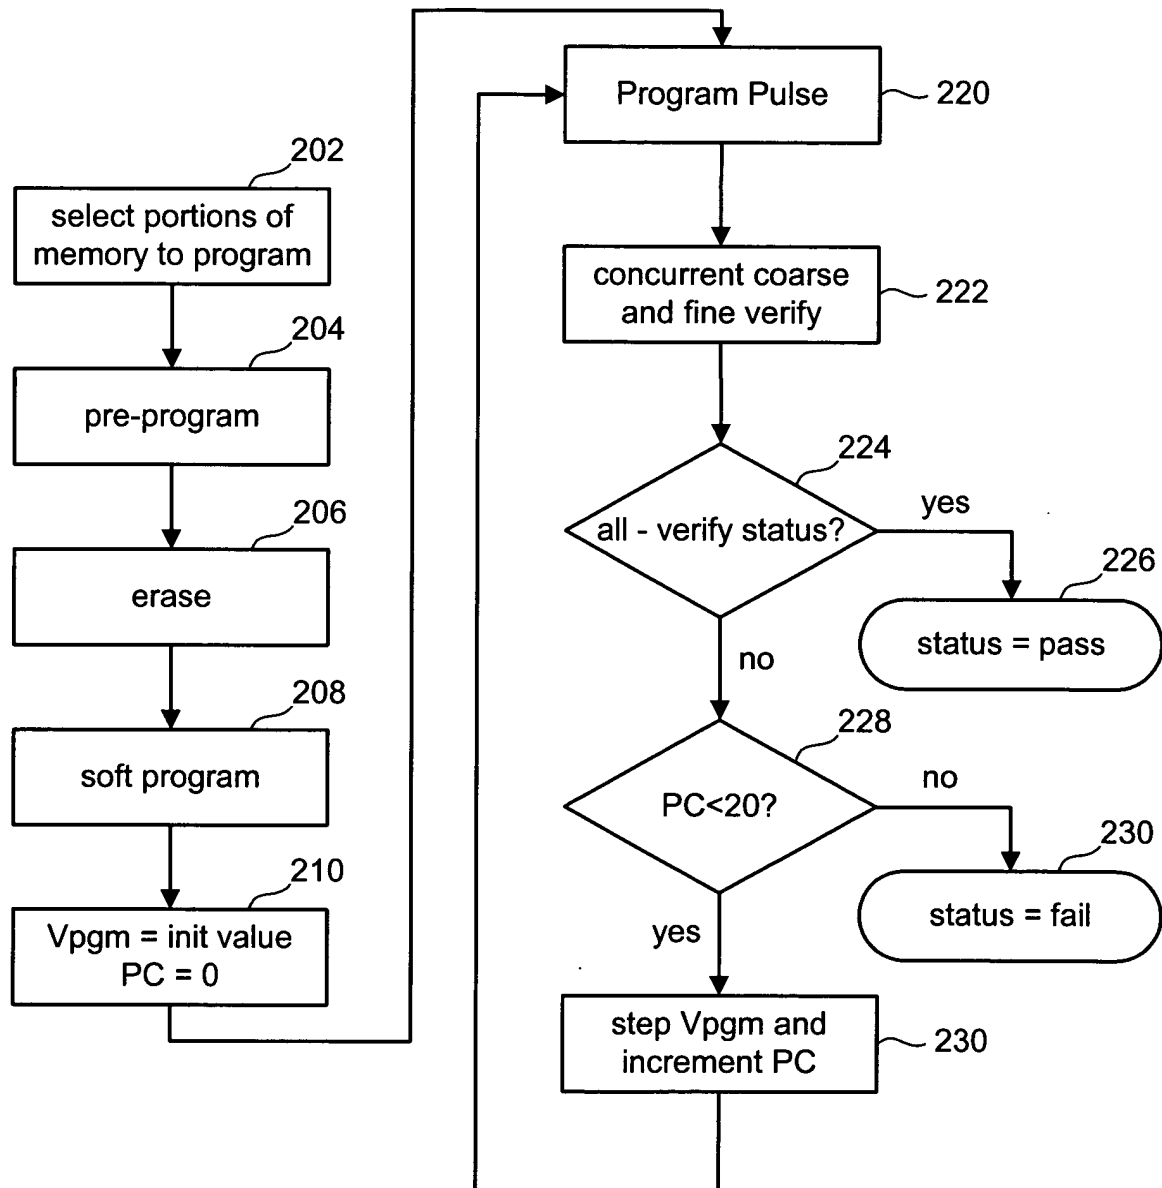 202
select portions of
memory to program
204
pre-program
206
erase
208
soft program
210
Vpgm = init value
PC = 0
Program Pulse
220
concurrent coarse
and fine verify
222
224
all - verify status?
yes
226
status = pass
no
228
PC<20?
no
230
status = fail
yes
step Vpgm and
increment PC
230